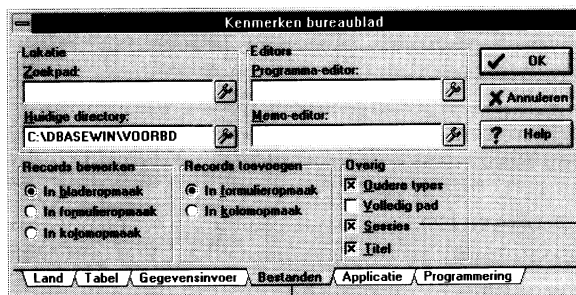 Kenmerken bureaublad
Lokatie
Zoekpad:
Huidige directory:
C:\DBASEWIN\VOORBD
Editors
Programma-editor:
Memo-editor:
OK
Annuleren
? Help
Records bewerken
In bladeropmaak
In formulieropmaak
In kolomopmaak
Records toevoegen
In formulieropmaak
In kolomopmaak
Overig
Oudere types
Volledig pad
Sessies
Titel
Land Tabel Gegevensinvoer Bestanden Applicatie Programmering